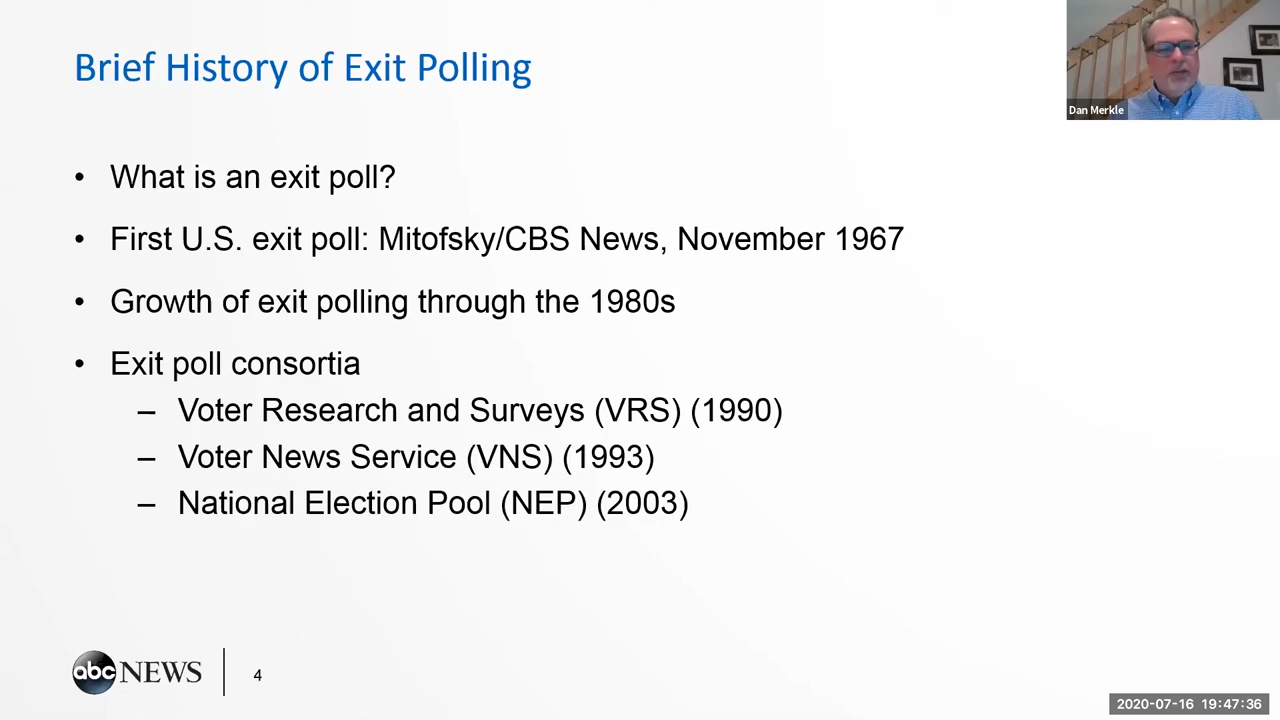 Brief History of Exit Polling
Dan Merkle
• What is an exit poll?
• First U.S. exit poll: Mitofsky/CBS News, November 1967
• Growth of exit polling through the 1980s
• Exit poll consortia
– Voter Research and Surveys (VRS) (1990)
– Voter News Service (VNS) (1993)
– National Election Pool (NEP) (2003)
abc NEWS 4
2020-07-16 19:47:36